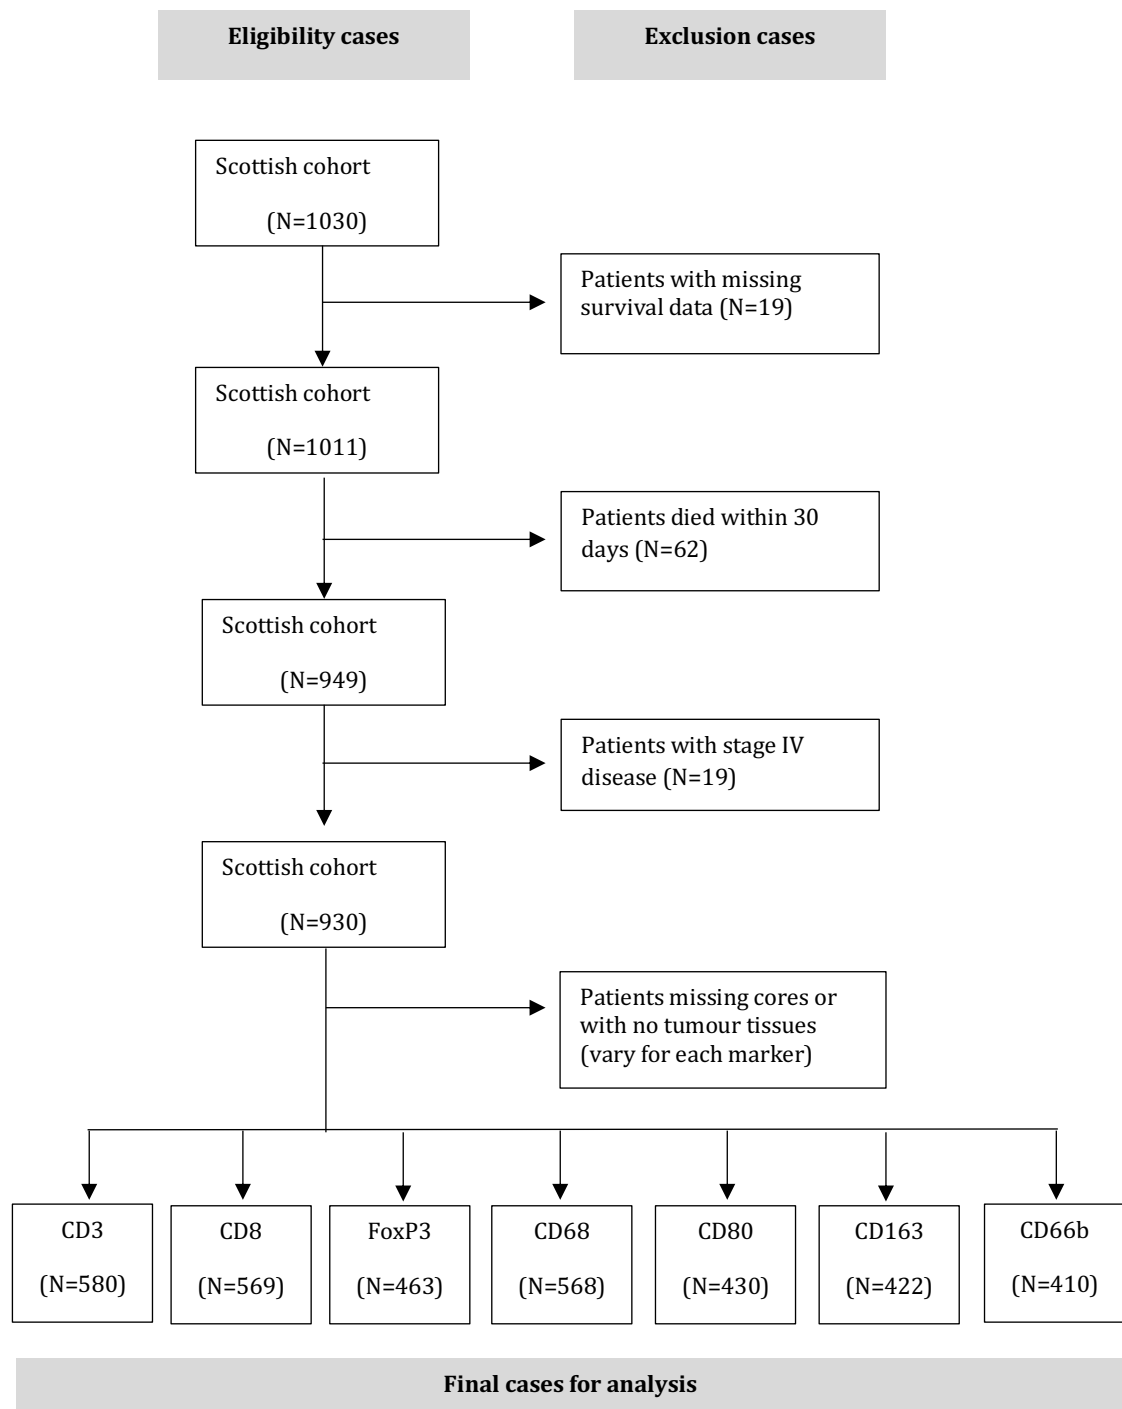 Eligibility cases
Exclusion cases
Scottish cohort
(N=1030)
Patients with missing
survival data (N=19)
Scottish cohort
(N=1011)
Patients died within 30
days (N=62)
Scottish cohort
(N=949)
Patients with stage IV
disease (N=19)
Scottish cohort
(N=930)
Patients missing cores or
with no tumour tissues
(vary for each marker)
CD3
(N=580)
CD8
(N=569)
FoxP3
(N=463)
CD68
(N=568)
CD80
(N=430)
CD163
(N=422)
CD66b
(N=410)
Final cases for analysis